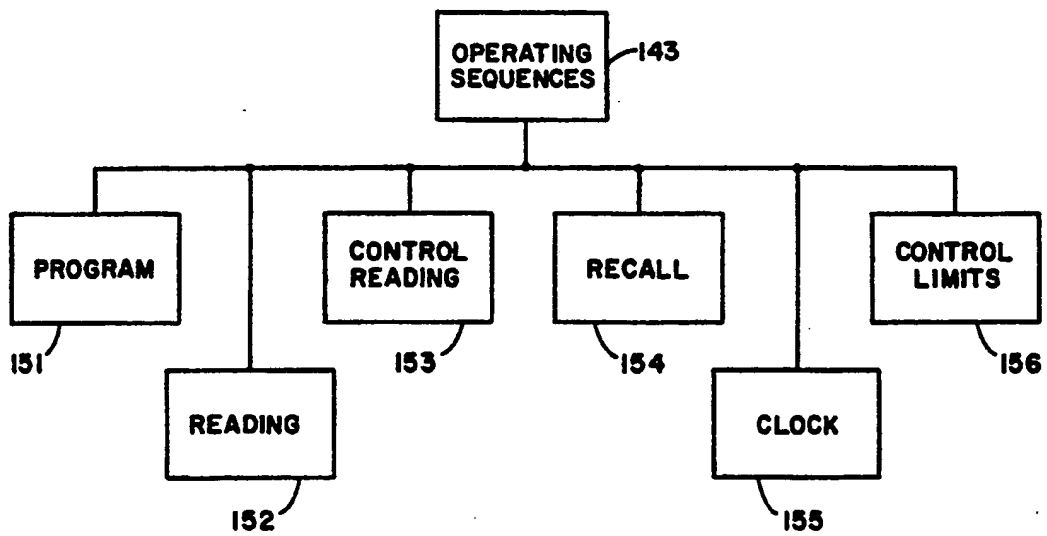 OPERATING
SEQUENCES
143
PROGRAM
151
READING
152
CONTROL
READING
153
RECALL
154
CLOCK
155
CONTROL
LIMITS
156